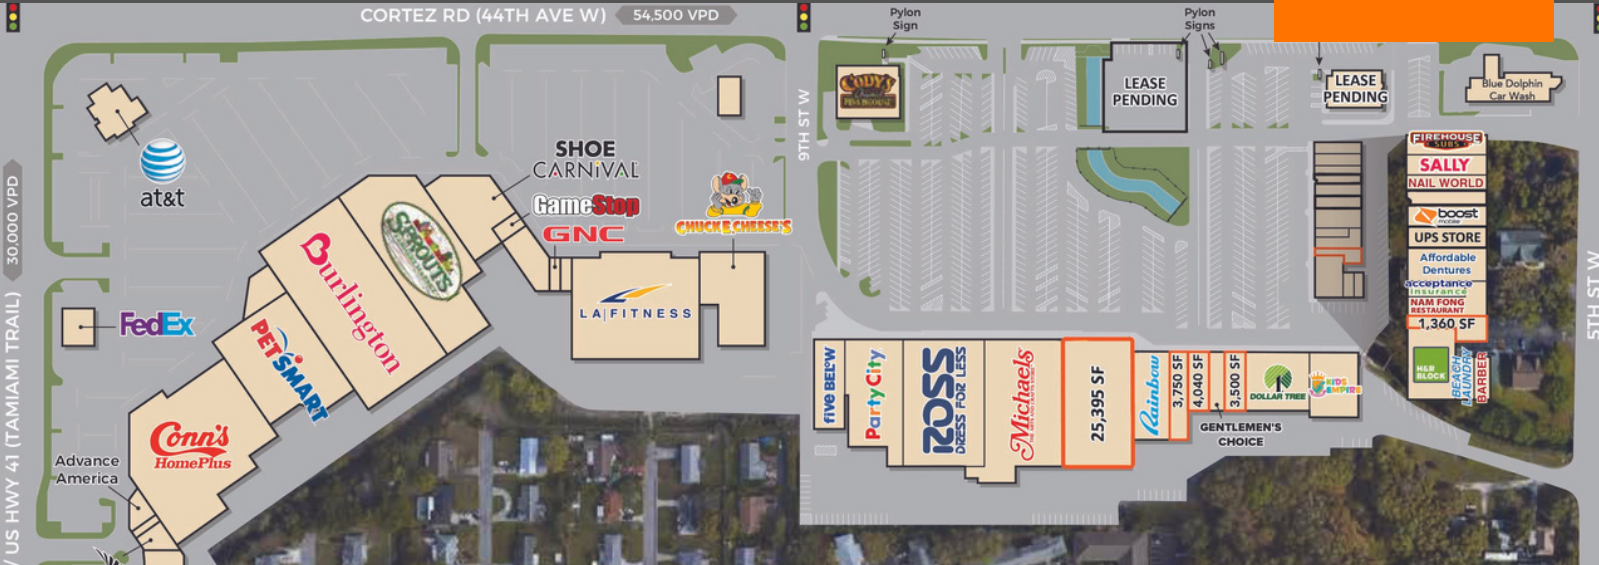 CORTEZ RD (44TH AVE W)
54,500 VPD
Pylon
Sign
Pylon
Signs
30,000 VPD
US HWY 41 (TAMIAMI TRAIL)
9TH ST W
5TH ST W
at&t
FedEx
SHOE
CARNIVAL
GameStop
GNC
CHUCK E. CHEESE'S
LA|FITNESS
SPROUTS
Burlington
PETSMART
Conn's
HomePlus
Advance
America
CODY'S
LEASE
PENDING
LEASE
PENDING
Blue Dolphin
Car Wash
FIREHOUSE
SUBS
SALLY
NAIL WORLD
boost
mobile
UPS STORE
Affordable
Dentures
acceptance
insurance
NAM FONG
RESTAURANT
1,360 SF
H&R
BLOCK
BEACH
LAUNDRY
BARBER
five BEL°W
PartyCity
ROSS
DRESS FOR LESS
Michaels
25,395 SF
Rainbow
3,750 SF
4,040 SF
3,500 SF
GENTLEMEN'S
CHOICE
DOLLAR TREE
KIDS
EMPIRE